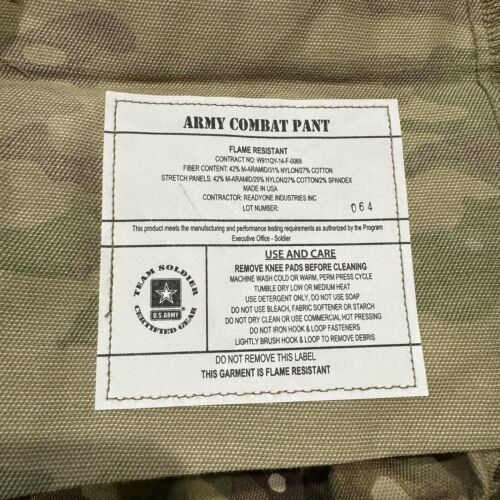 ARMY COMBAT PANT
FLAME RESISTANT
CONTRACT NO: W911QY-14-F-0068
FIBER CONTENT: 42% M-ARAMID/31% NYLON/27% COTTON
STRETCH PANELS: 42% M-ARAMID/29% NYLON/27% COTTON/2% SPANDEX
MADE IN USA
CONTRACTOR: READYONE INDUSTRIES INC
LOT NUMBER: 064
This product meets the manufacturing and performance testing requirements as authorized by the Program
Executive Office - Soldier
TEAM SOLDIER
U.S.ARMY
CERTIFIED GEAR
USE AND CARE
REMOVE KNEE PADS BEFORE CLEANING
MACHINE WASH COLD OR WARM, PERM PRESS CYCLE
TUMBLE DRY LOW OR MEDIUM HEAT
USE DETERGENT ONLY, DO NOT USE SOAP
DO NOT USE BLEACH, FABRIC SOFTENER OR STARCH
DO NOT DRY CLEAN OR USE COMMERCIAL HOT PRESSING
DO NOT IRON HOOK & LOOP FASTENERS
LIGHTLY BRUSH HOOK & LOOP TO REMOVE DEBRIS
DO NOT REMOVE THIS LABEL
THIS GARMENT IS FLAME RESISTANT